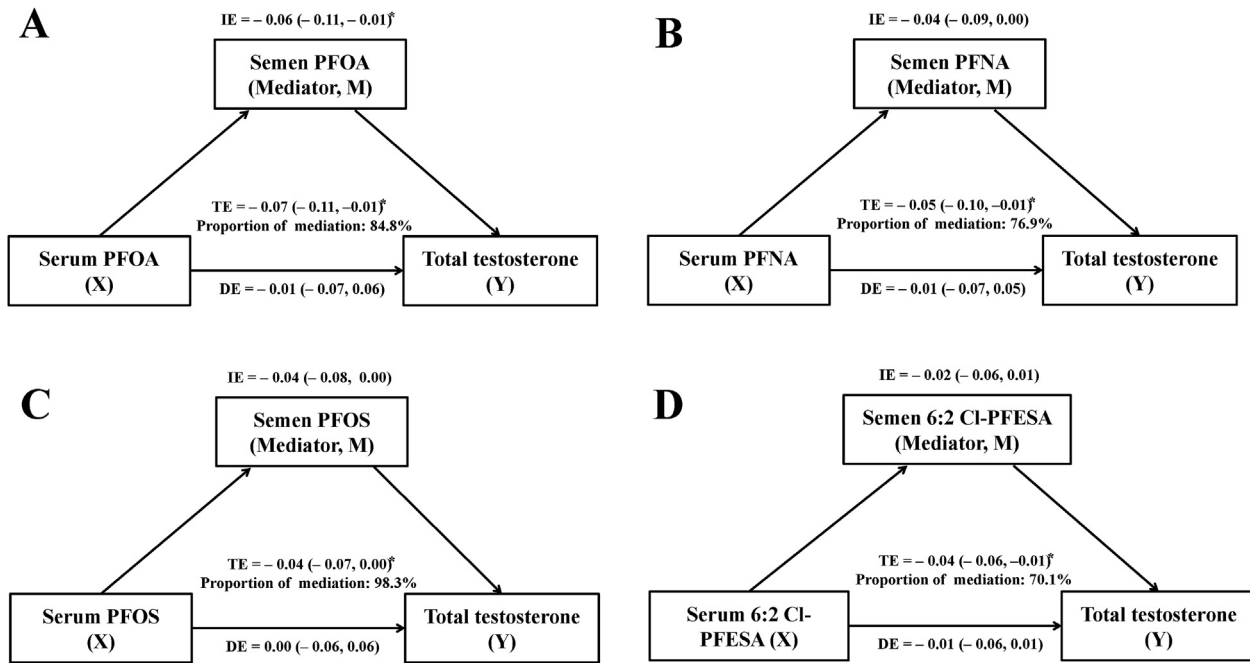 A
IE = – 0.06 (– 0.11, – 0.01)*
Semen PFOA
(Mediator, M)
TE = – 0.07 (– 0.11, –0.01)*
Proportion of mediation: 84.8%
Serum PFOA
(X)
Total testosterone
(Y)
DE = – 0.01 (– 0.07, 0.06)
B
IE = – 0.04 (– 0.09, 0.00)
Semen PFNA
(Mediator, M)
TE = – 0.05 (– 0.10, –0.01)*
Proportion of mediation: 76.9%
Serum PFNA
(X)
Total testosterone
(Y)
DE = – 0.01 (– 0.07, 0.05)
C
IE = – 0.04 (– 0.08, 0.00)
Semen PFOS
(Mediator, M)
TE = – 0.04 (– 0.07, 0.00)*
Proportion of mediation: 98.3%
Serum PFOS
(X)
Total testosterone
(Y)
DE = 0.00 (– 0.06, 0.06)
D
IE = – 0.02 (– 0.06, 0.01)
Semen 6:2 Cl-PFESA
(Mediator, M)
TE = – 0.04 (– 0.06, –0.01)*
Proportion of mediation: 70.1%
Serum 6:2 Cl-
PFESA (X)
Total testosterone
(Y)
DE = – 0.01 (– 0.06, 0.01)